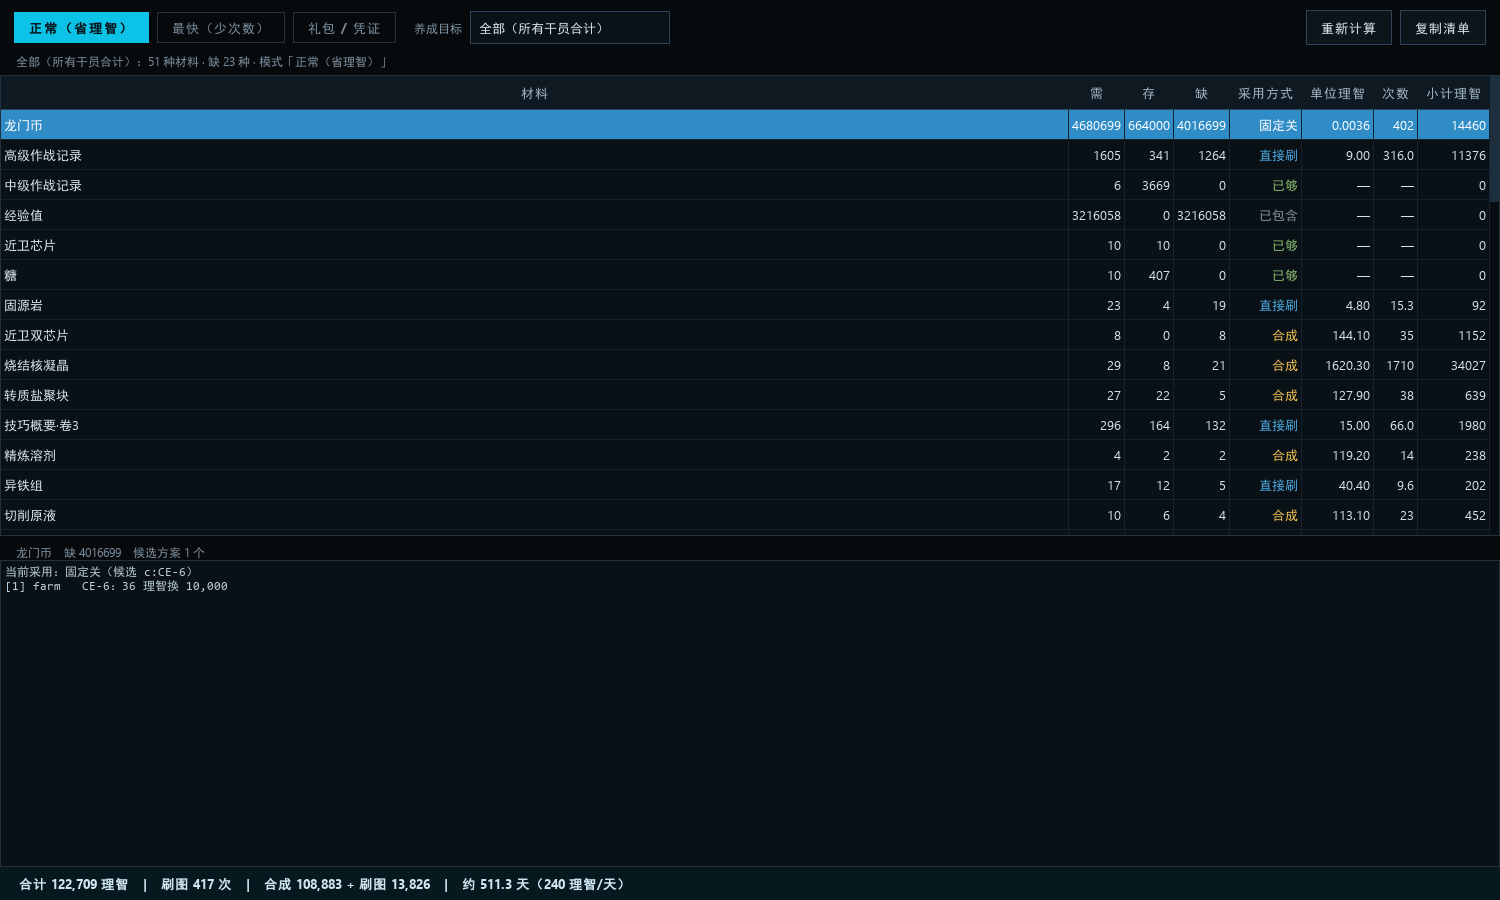 正常（省理智） 最快（少次数） 礼包 / 凭证 养成目标 全部（所有干员合计） 重新计算 复制清单
全部（所有干员合计）：51 种材料 · 缺 23 种 · 模式「正常（省理智）」
材料 需 存 缺 采用方式 单位理智 次数 小计理智
龙门币 4680699 664000 4016699 固定关 0.0036 402 14460
高级作战记录 1605 341 1264 直接刷 9.00 316.0 11376
中级作战记录 6 3669 0 已够 — — 0
经验值 3216058 0 3216058 已包含 — — 0
近卫芯片 10 10 0 已够 — — 0
糖 10 407 0 已够 — — 0
固源岩 23 4 19 直接刷 4.80 15.3 92
近卫双芯片 8 0 8 合成 144.10 35 1152
烧结核凝晶 29 8 21 合成 1620.30 1710 34027
转质盐聚块 27 22 5 合成 127.90 38 639
技巧概要·卷3 296 164 132 直接刷 15.00 66.0 1980
精炼溶剂 4 2 2 合成 119.20 14 238
异铁组 17 12 5 直接刷 40.40 9.6 202
切削原液 10 6 4 合成 113.10 23 452
龙门币 缺 4016699 候选方案 1 个
当前采用：固定关（候选 c:CE-6）
[1] farm CE-6：36 理智换 10,000
合计 122,709 理智 | 刷图 417 次 | 合成 108,883 + 刷图 13,826 | 约 511.3 天（240 理智/天）